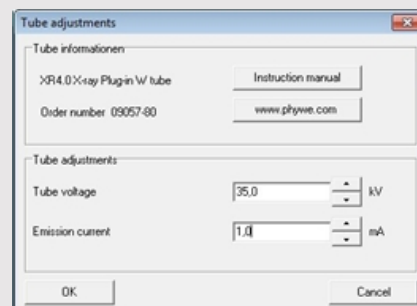 Tube adjustments
Tube informationen
XR4.0 X-ray Plug-in W tube
Instruction manual
Order number 09057-80
www.phywe.com
Tube adjustments
Tube voltage 35,0 kV
Emission current 1,0 mA
OK Cancel